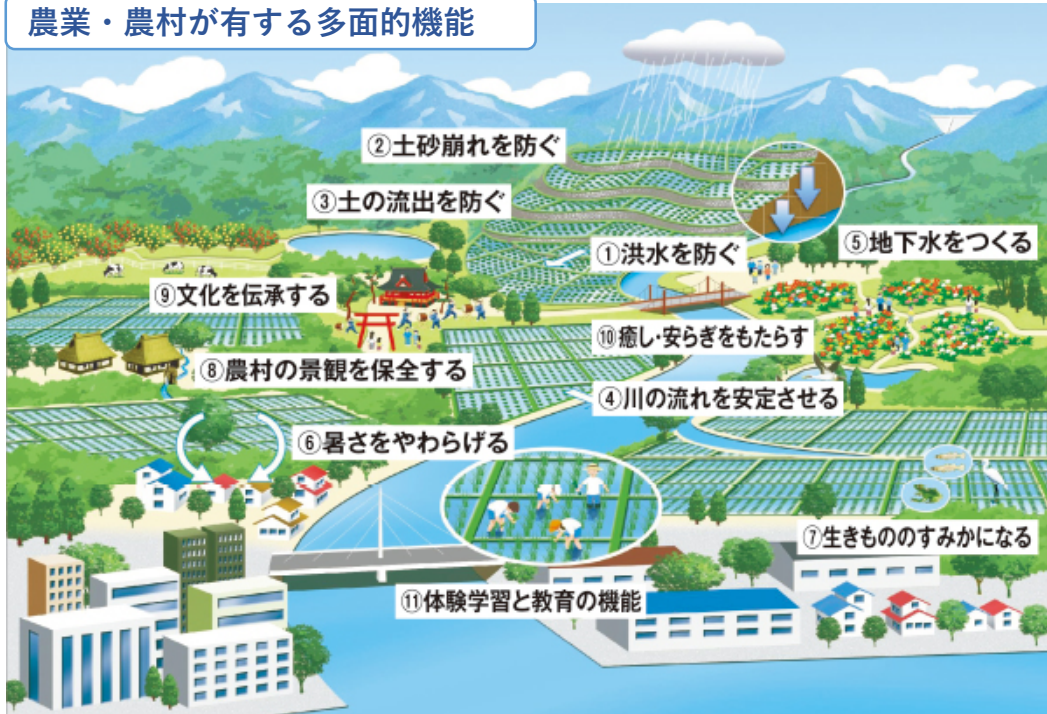 農業・農村が有する多面的機能
②土砂崩れを防ぐ
③土の流出を防ぐ
①洪水を防ぐ
⑤地下水をつくる
⑨文化を伝承する
⑩癒し・安らぎをもたらす
⑧農村の景観を保全する
④川の流れを安定させる
⑥暑さをやわらげる
⑦生きもののすみかになる
⑪体験学習と教育の機能